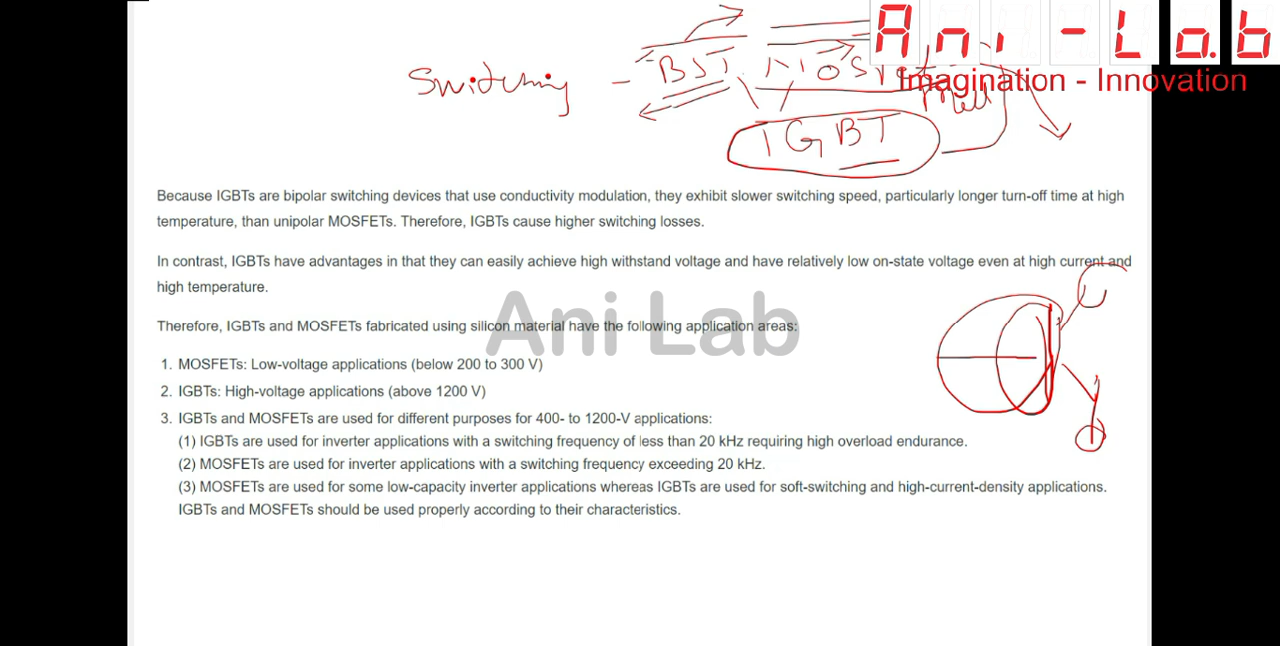 Ani-Lab
Imagination - Innovation
Switching - BJT MOSFET
IGBT
Because IGBTs are bipolar switching devices that use conductivity modulation, they exhibit slower switching speed, particularly longer turn-off time at high
temperature, than unipolar MOSFETs. Therefore, IGBTs cause higher switching losses.
In contrast, IGBTs have advantages in that they can easily achieve high withstand voltage and have relatively low on-state voltage even at high current and
high temperature.
Ani Lab
Therefore, IGBTs and MOSFETs fabricated using silicon material have the following application areas:
1. MOSFETs: Low-voltage applications (below 200 to 300 V)
2. IGBTs: High-voltage applications (above 1200 V)
3. IGBTs and MOSFETs are used for different purposes for 400- to 1200-V applications:
(1) IGBTs are used for inverter applications with a switching frequency of less than 20 kHz requiring high overload endurance.
(2) MOSFETs are used for inverter applications with a switching frequency exceeding 20 kHz.
(3) MOSFETs are used for some low-capacity inverter applications whereas IGBTs are used for soft-switching and high-current-density applications.
IGBTs and MOSFETs should be used properly according to their characteristics.